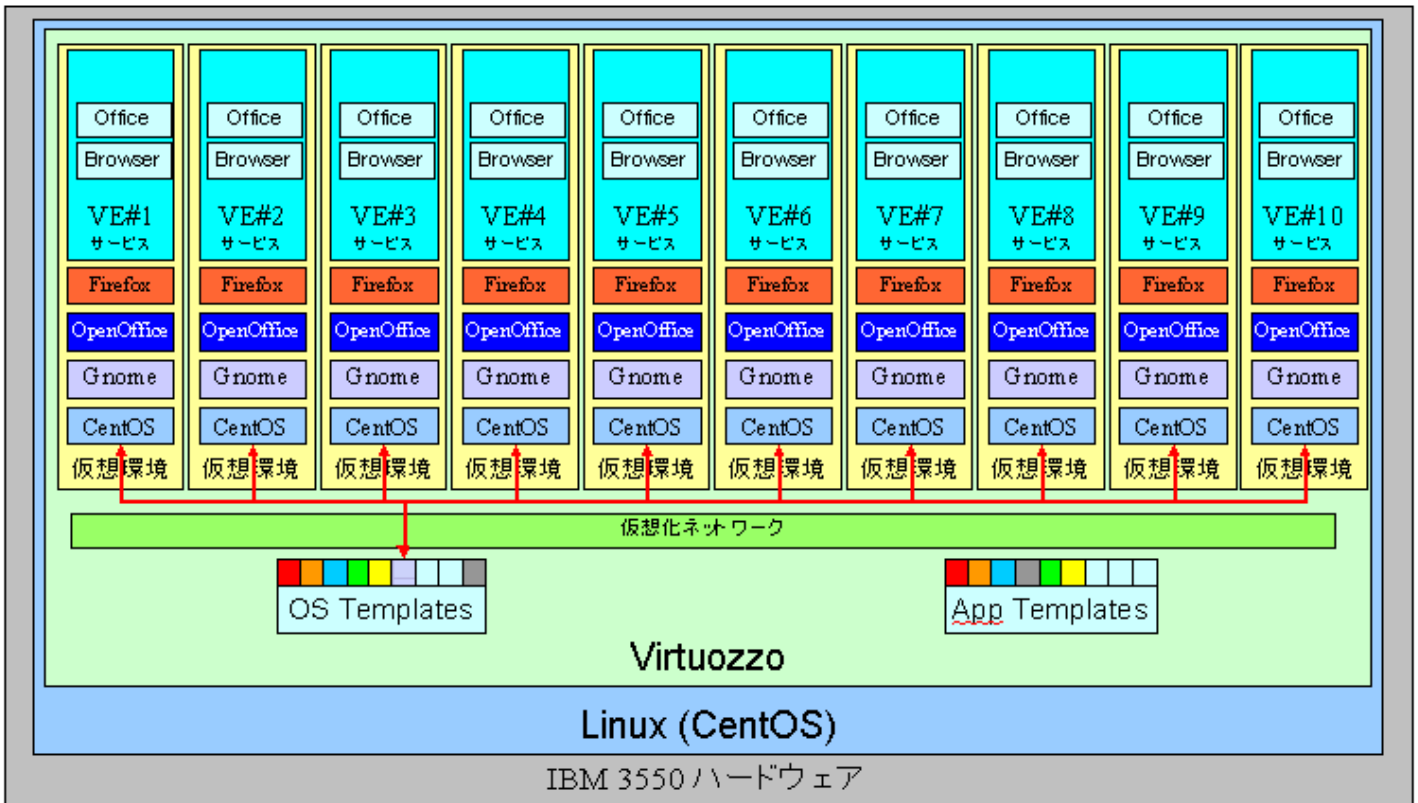 Office Office Office Office Office Office Office Office Office Office
Browser Browser Browser Browser Browser Browser Browser Browser Browser Browser
VE#1 VE#2 VE#3 VE#4 VE#5 VE#6 VE#7 VE#8 VE#9 VE#10
サービス サービス サービス サービス サービス サービス サービス サービス サービス サービス
Firefox Firefox Firefox Firefox Firefox Firefox Firefox Firefox Firefox Firefox
OpenOffice OpenOffice OpenOffice OpenOffice OpenOffice OpenOffice OpenOffice OpenOffice OpenOffice OpenOffice
Gnome Gnome Gnome Gnome Gnome Gnome Gnome Gnome Gnome Gnome
CentOS CentOS CentOS CentOS CentOS CentOS CentOS CentOS CentOS CentOS
仮想環境 仮想環境 仮想環境 仮想環境 仮想環境 仮想環境 仮想環境 仮想環境 仮想環境 仮想環境
仮想化ネットワーク
OS Templates App Templates
Virtuozzo
Linux (CentOS)
IBM 3550 ハードウェア